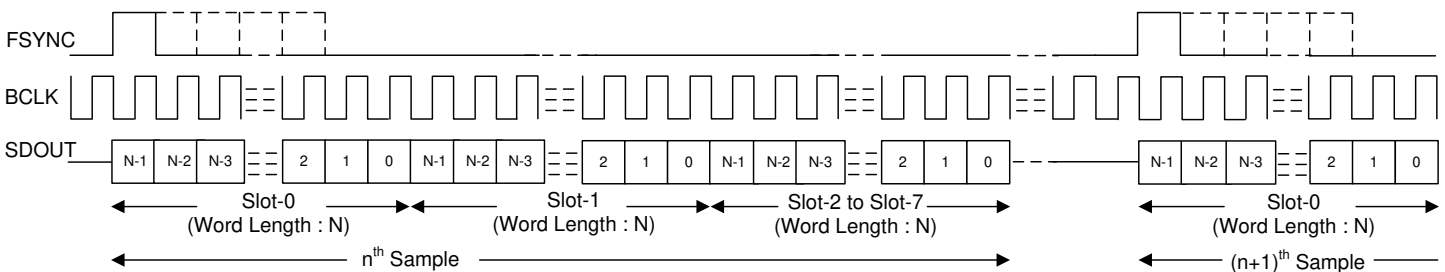 FSYNC
BCLK
SDOUT N-1 N-2 N-3 2 1 0 N-1 N-2 N-3 2 1 0 N-1 N-2 N-3 2 1 0 N-1 N-2 N-3 2 1 0
Slot-0 Slot-1 Slot-2 to Slot-7 Slot-0
(Word Length : N) (Word Length : N) (Word Length : N) (Word Length : N)
nth Sample (n+1)th Sample